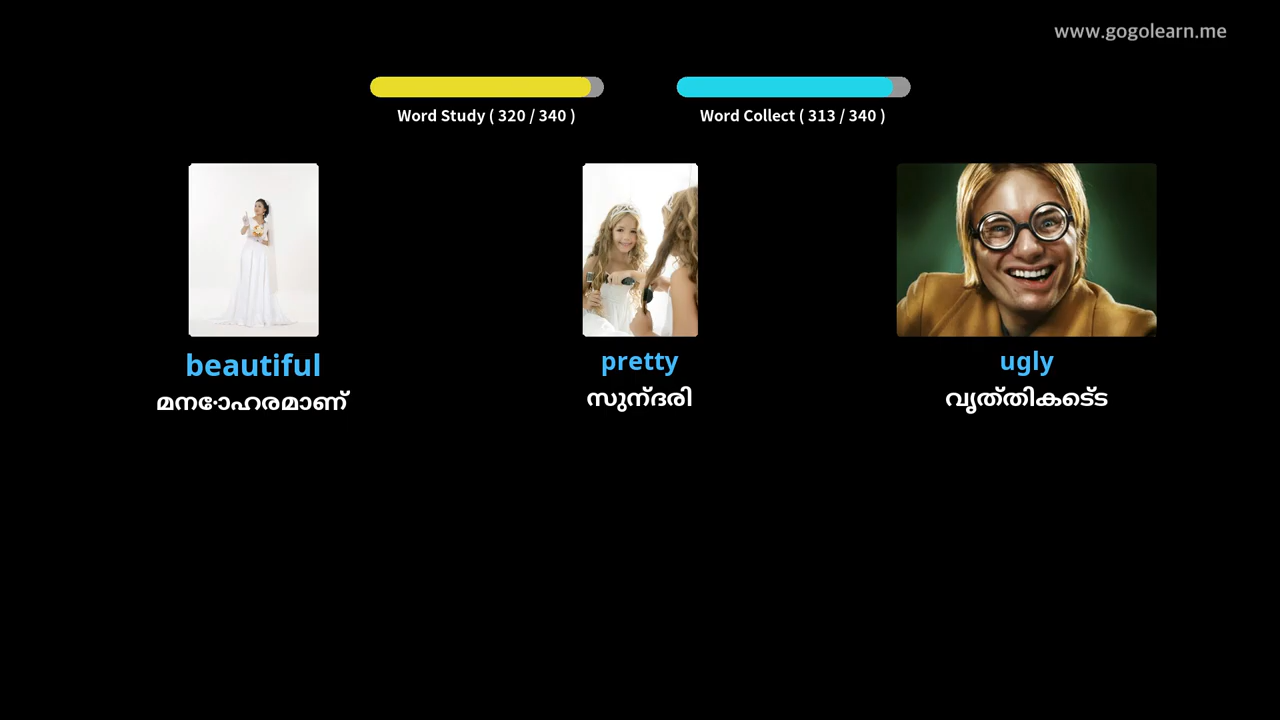 www.gogolearn.me
Word Study ( 320 / 340 )
Word Collect ( 313 / 340 )
beautiful
pretty
ugly
മനോഹരമാണ്
സുന്ദരി
വൃത്തികെട്ട